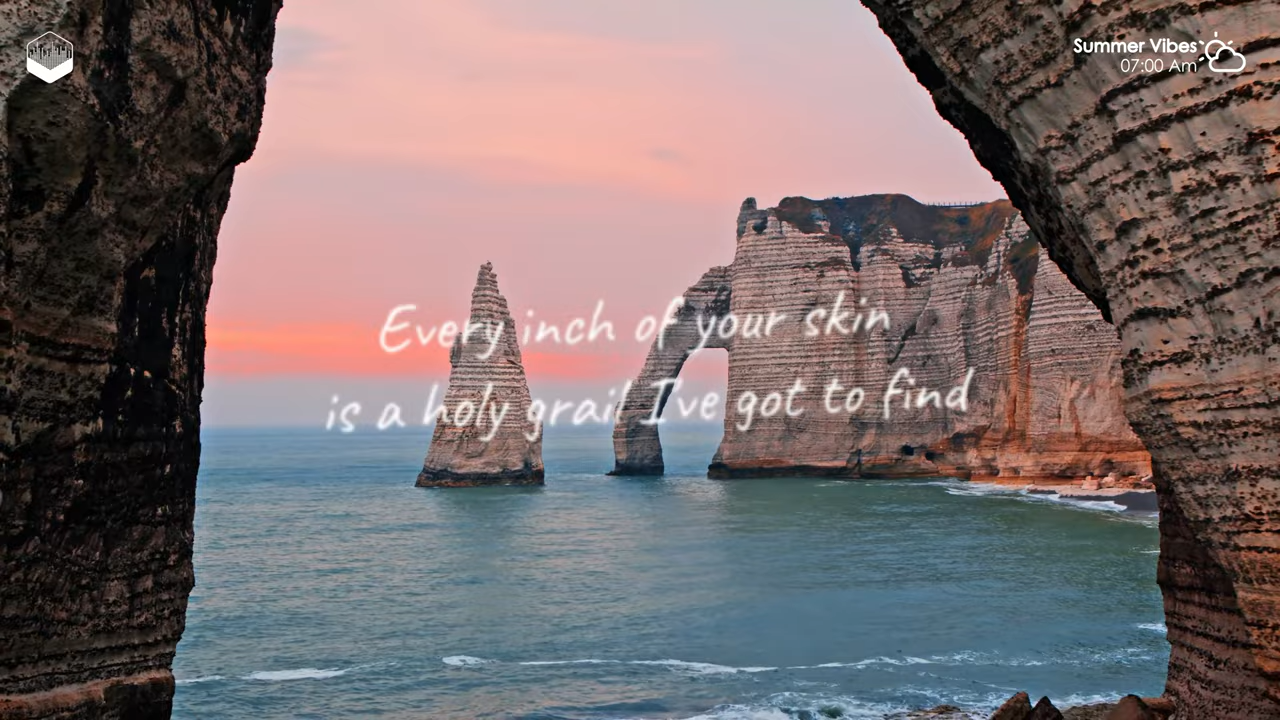 Summer Vibes
07:00 Am
Every inch of your skin
is a holy grail I've got to find